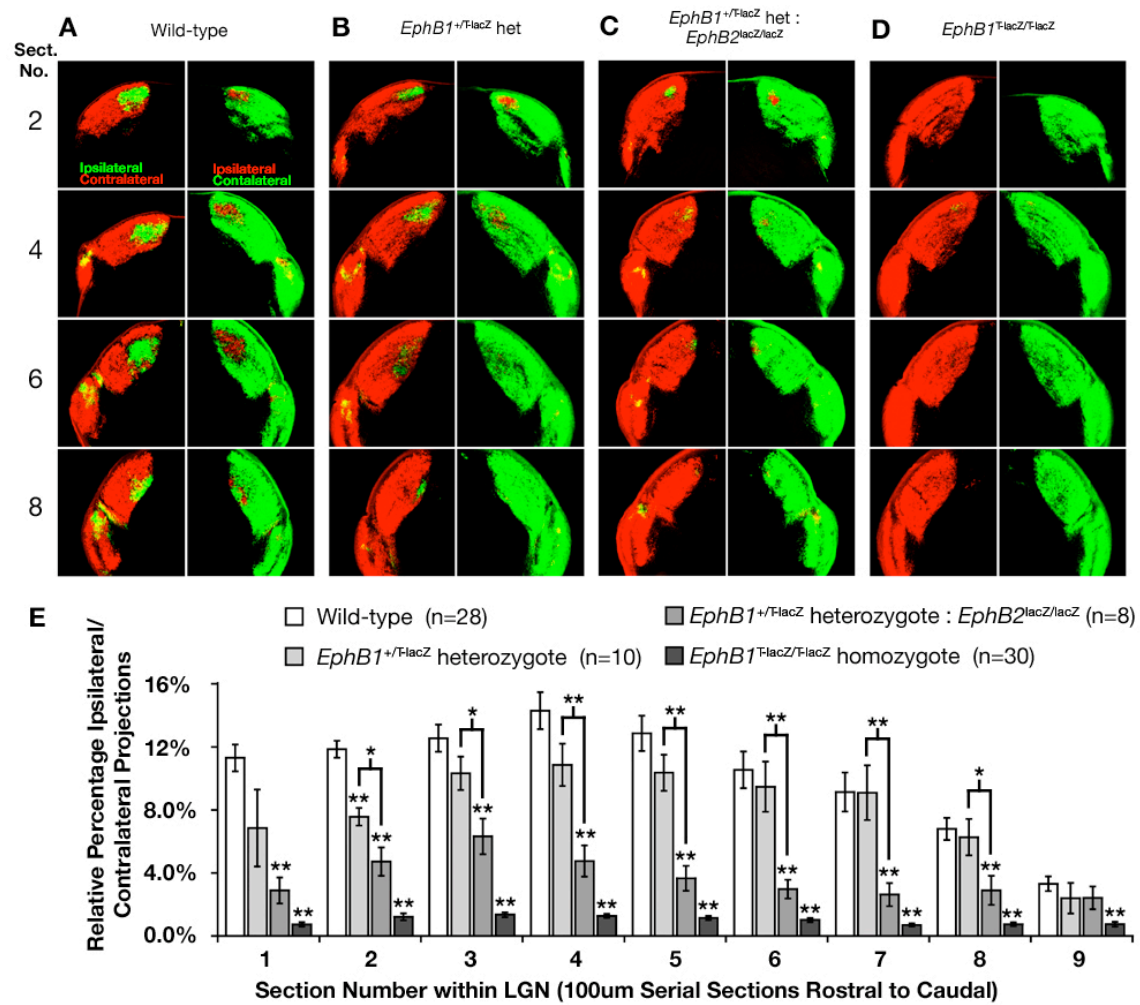 A Wild-type B EphB1+/T-lacZ het C EphB1+/T-lacZ het :
EphB2lacZ/lacZ D EphB1T-lacZ/T-lacZ
Sect.
No.
2
Ipsilateral
Contralateral
Ipsilateral
Contalateral
4
6
8
E
Wild-type (n=28)
EphB1+/T-lacZ heterozygote : EphB2lacZ/lacZ (n=8)
EphB1+/T-lacZ heterozygote (n=10)
EphB1T-lacZ/T-lacZ homozygote (n=30)
Relative Percentage Ipsilateral/
Contralateral Projections
16%
12%
8.0%
4.0%
0.0%
** **
** ** * **
* ** **
** ** **
** ** **
** ** **
** ** **
* ** **
**
1 2 3 4 5 6 7 8 9
Section Number within LGN (100um Serial Sections Rostral to Caudal)